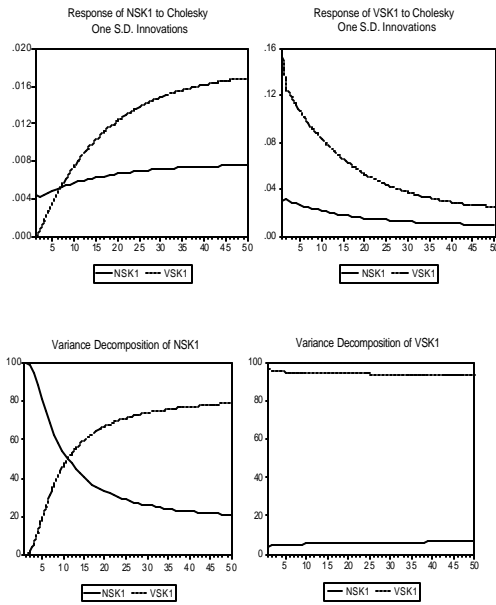 Response of NSK1 to Cholesky
One S.D. Innovations
.020
.016
.012
.008
.004
.000
5 10 15 20 25 30 35 40 45 50
NSK1 VSK1
Response of VSK1 to Cholesky
One S.D. Innovations
.16
.12
.08
.04
.00
5 10 15 20 25 30 35 40 45 50
NSK1 VSK1
Variance Decomposition of NSK1
100
80
60
40
20
0
5 10 15 20 25 30 35 40 45 50
NSK1 VSK1
Variance Decomposition of VSK1
100
80
60
40
20
0
5 10 15 20 25 30 35 40 45 50
NSK1 VSK1